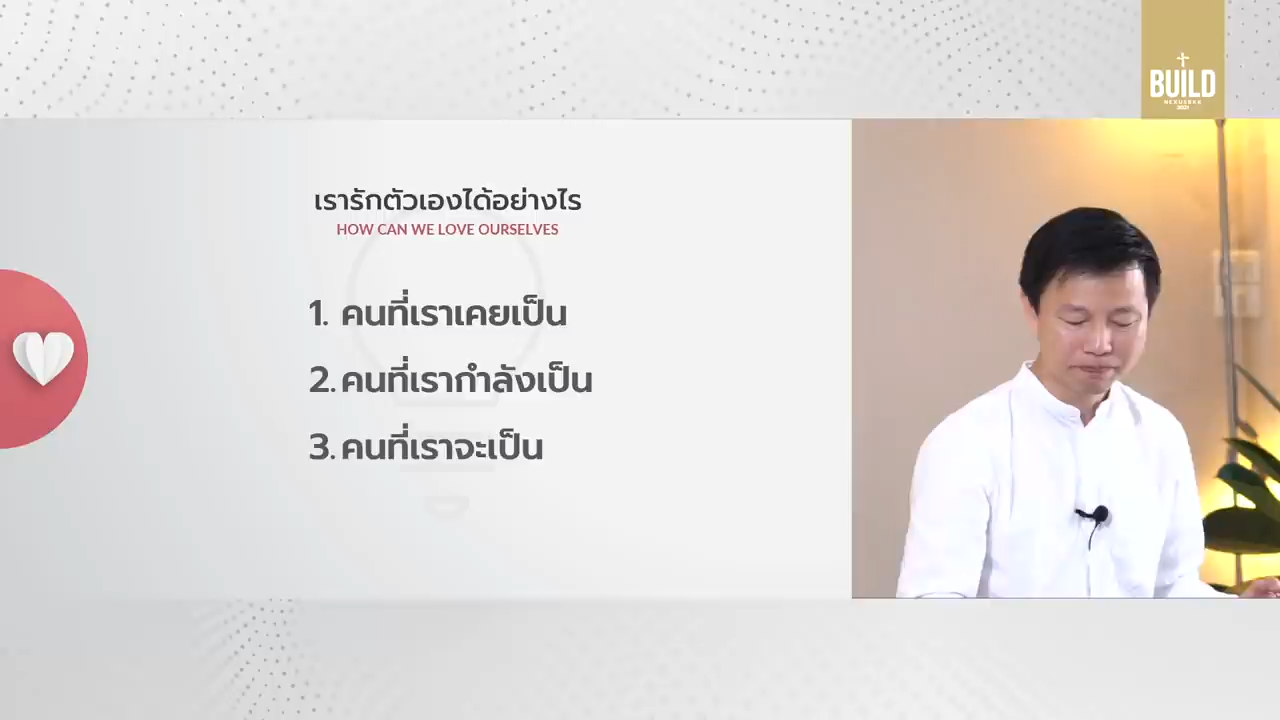 BUILD
NEXUSBKK
2021
เรารักตัวเองได้อย่างไร
HOW CAN WE LOVE OURSELVES
1. คนที่เราเคยเป็น
2. คนที่เรากำลังเป็น
3. คนที่เราจะเป็น